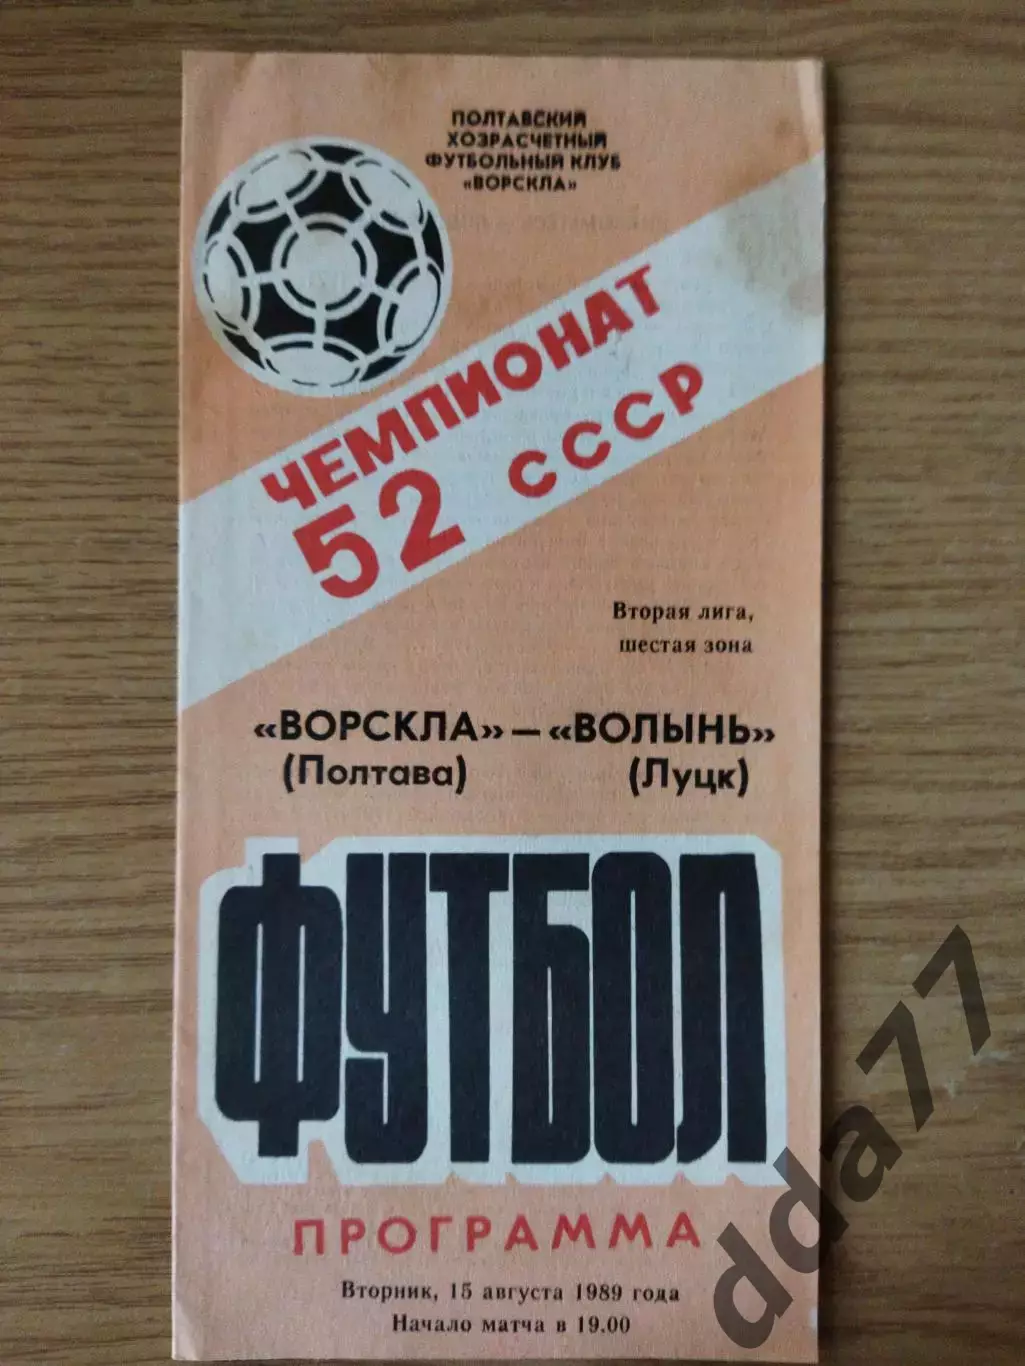 ПОЛТАВСКИЙ
ХОЗРАСЧЕТНЫЙ
ФУТБОЛЬНЫЙ КЛУБ
«ВОРСКЛА»
ЧЕМПИОНАТ
52 СССР
Вторая лига,
шестая зона
«ВОРСКЛА» — «ВОЛЫНЬ»
(Полтава) (Луцк)
ФУТБОЛ
ПРОГРАММА
Вторник, 15 августа 1989 года
Начало матча в 19.00
dda77